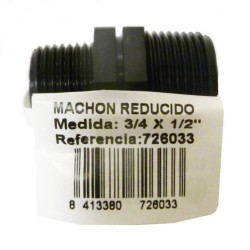 MACHON REDUCIDO
Medida: 3/4 X 1/2"
Referencia:726033
8 413380 726033